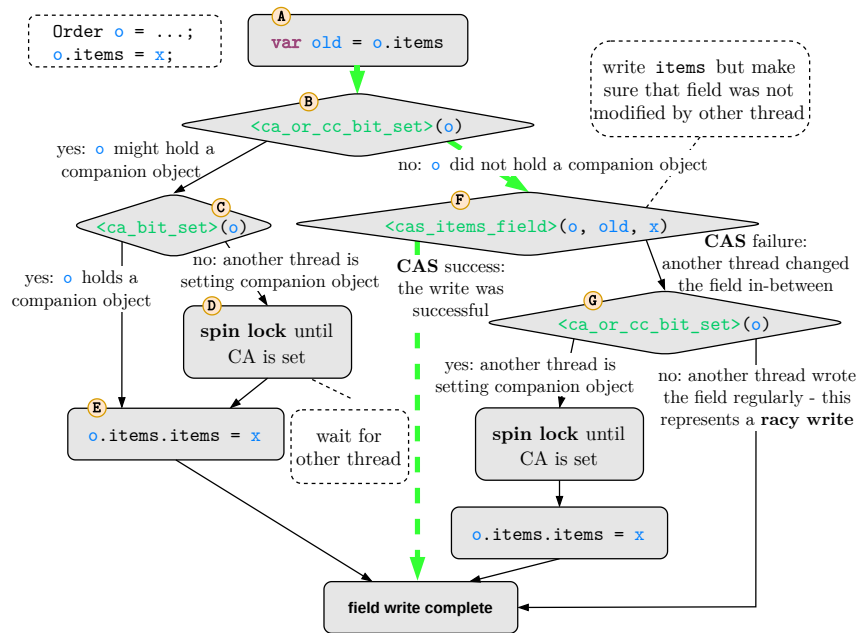 Order o = ...;
o.items = x;
A
var old = o.items
write items but make
sure that field was not
modified by other thread
B
<ca_or_cc_bit_set>(o)
yes: o might hold a
companion object
no: o did not hold a companion object
C
<ca_bit_set>(o)
F
<cas_items_field>(o, old, x)
yes: o holds a
companion object
no: another thread is
setting companion object
CAS success:
the write was
successful
CAS failure:
another thread changed
the field in-between
D
spin lock until
CA is set
G
<ca_or_cc_bit_set>(o)
yes: another thread is
setting companion object
no: another thread wrote
the field regularly - this
represents a racy write
E
o.items.items = x
wait for
other thread
spin lock until
CA is set
o.items.items = x
field write complete